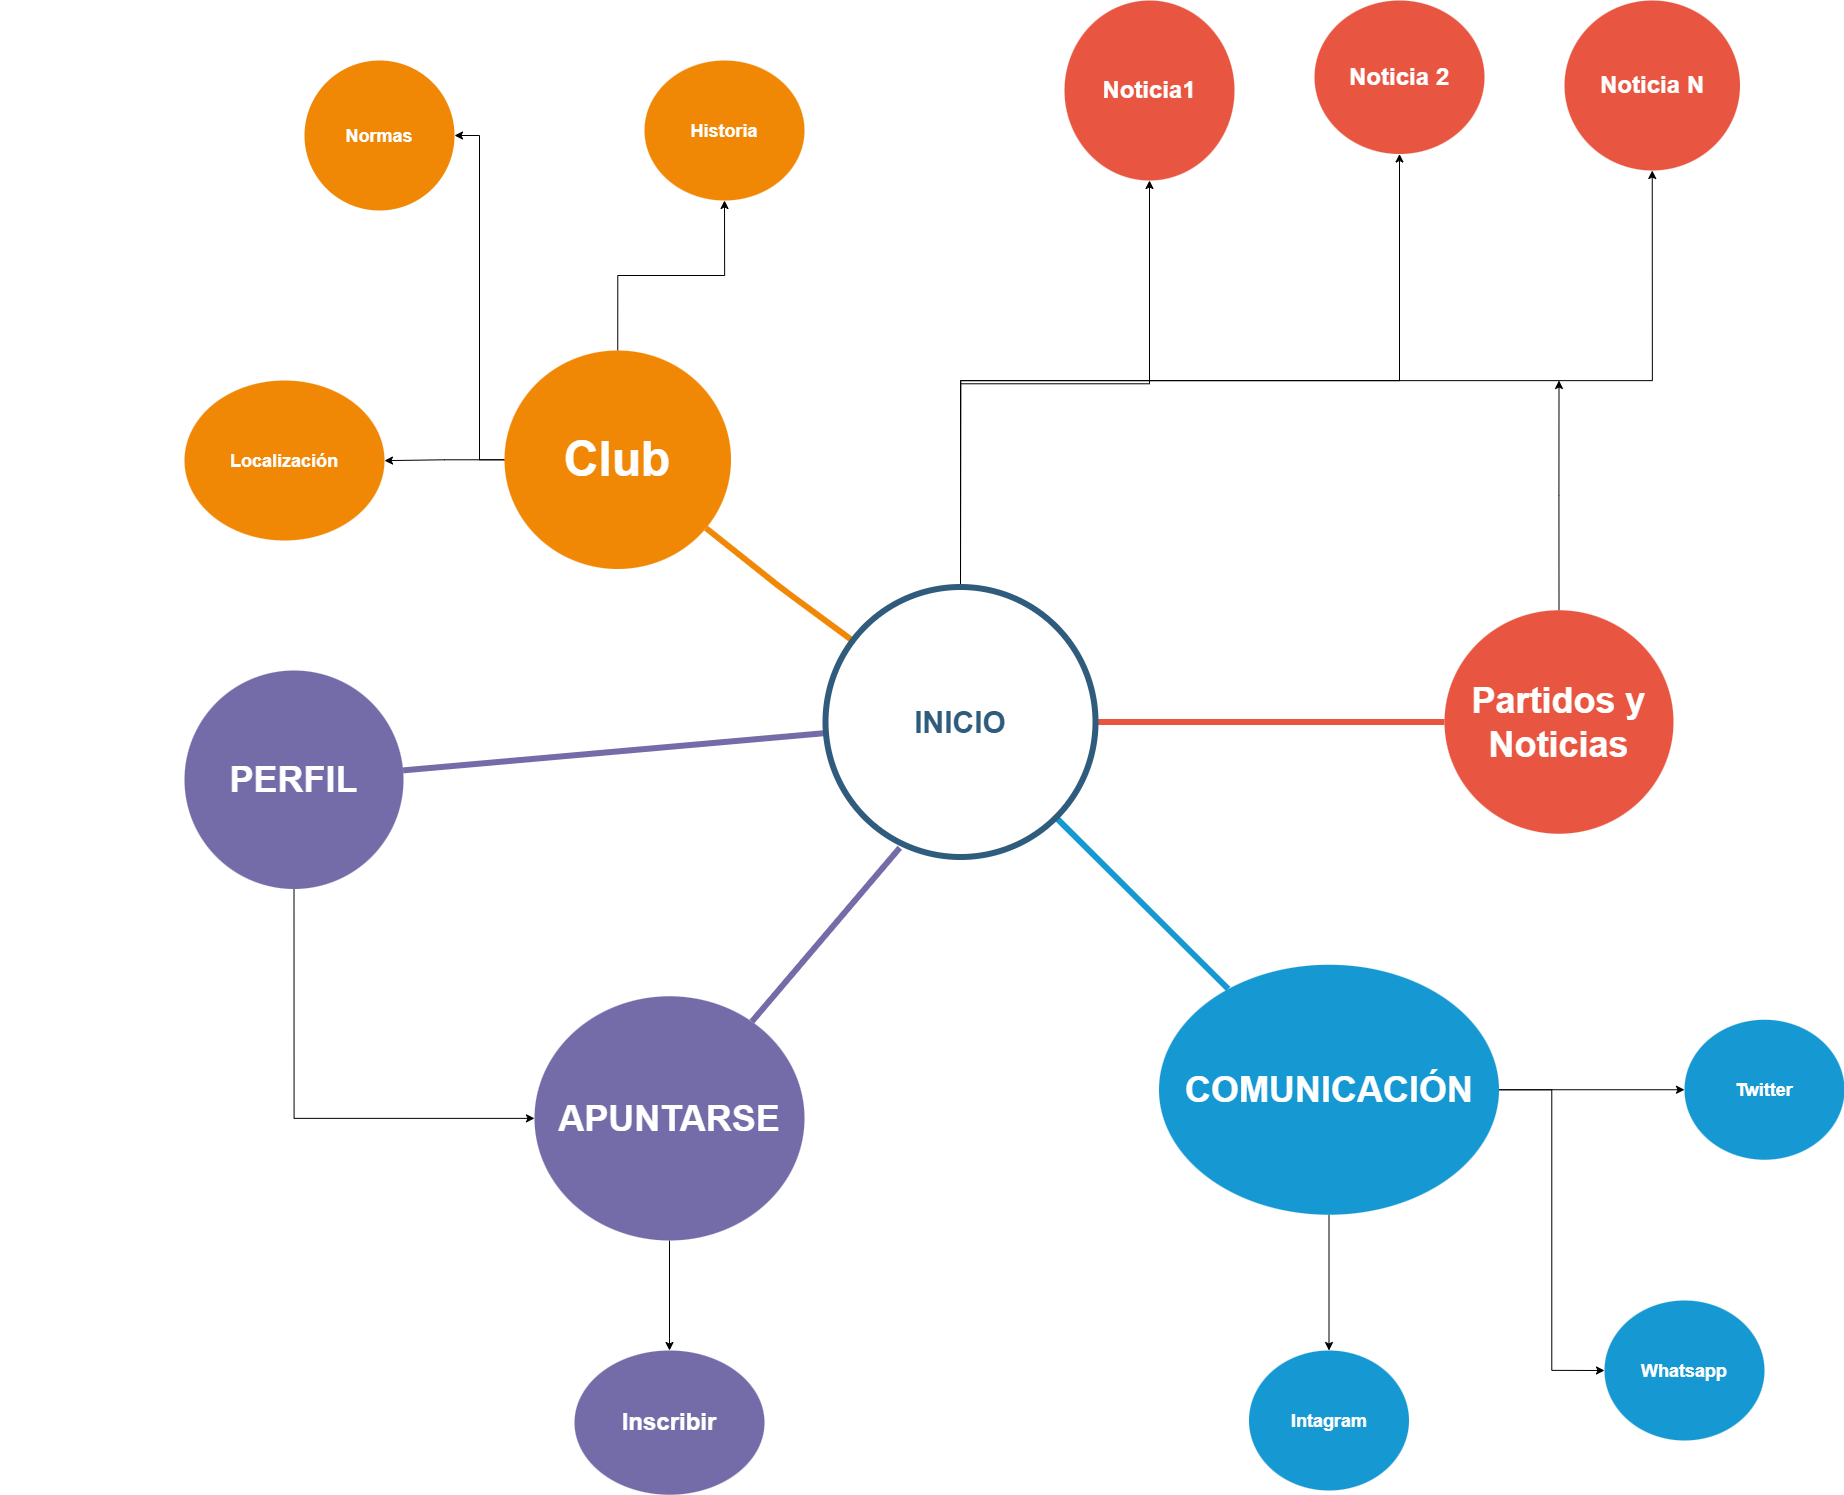 Noticia1
Noticia 2
Noticia N
Normas
Historia
Club
Localización
INICIO
Partidos y
Noticias
PERFIL
COMUNICACIÓN
Twitter
APUNTARSE
Whatsapp
Inscribir
Intagram